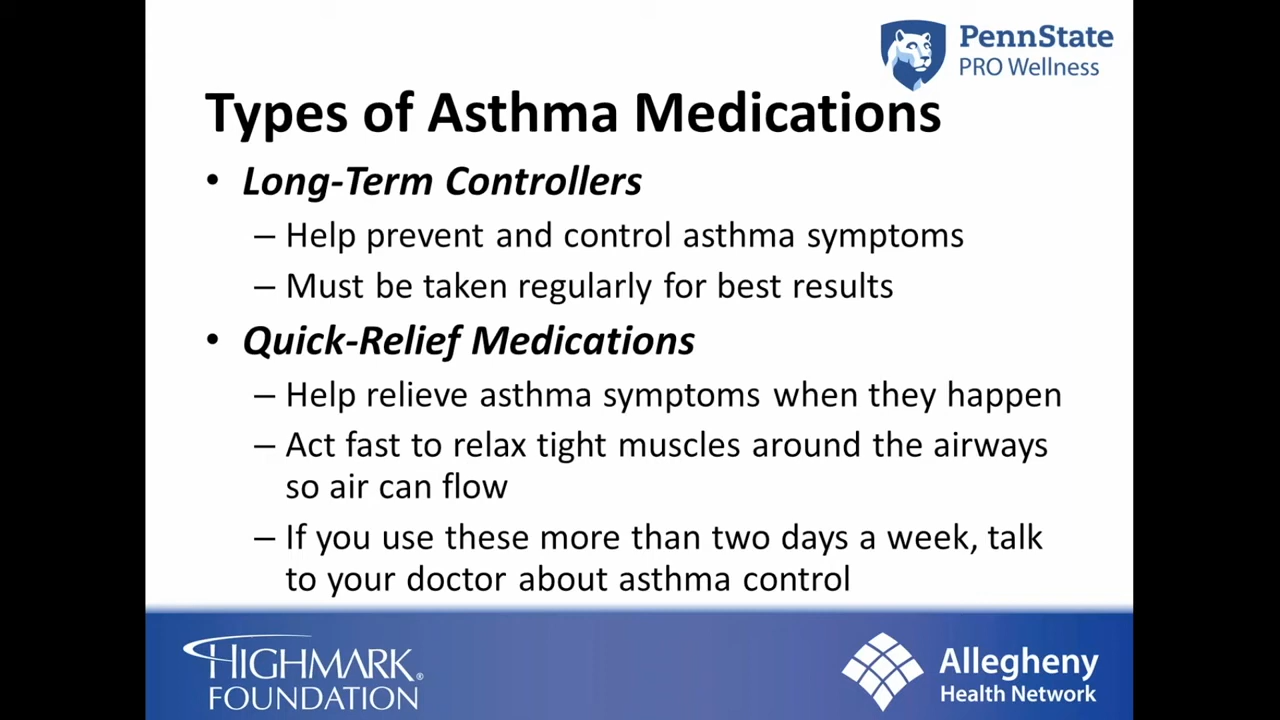 PennState
PRO Wellness
Types of Asthma Medications
• Long-Term Controllers
– Help prevent and control asthma symptoms
– Must be taken regularly for best results
• Quick-Relief Medications
– Help relieve asthma symptoms when they happen
– Act fast to relax tight muscles around the airways
so air can flow
– If you use these more than two days a week, talk
to your doctor about asthma control
HIGHMARK®
FOUNDATION
Allegheny
Health Network